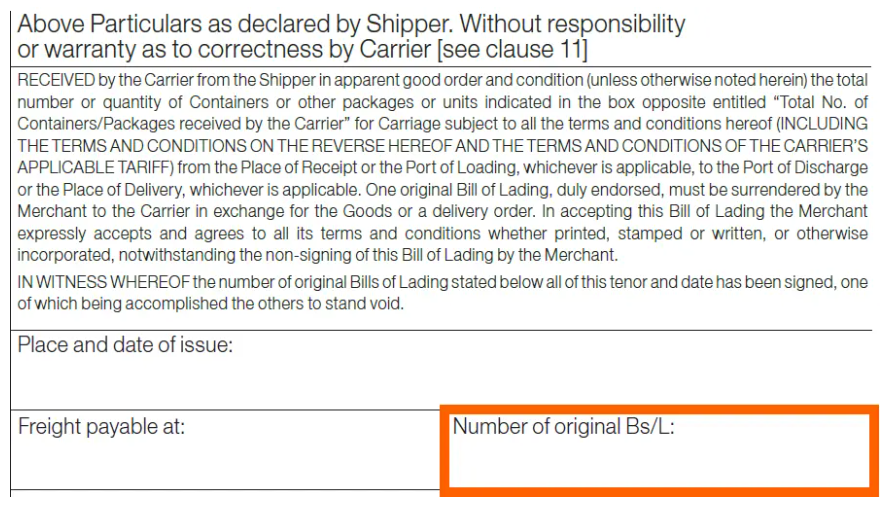 Above Particulars as declared by Shipper. Without responsibility
or warranty as to correctness by Carrier [see clause 11]
RECEIVED by the Carrier from the Shipper in apparent good order and condition (unless otherwise noted herein) the total
number or quantity of Containers or other packages or units indicated in the box opposite entitled “Total No. of
Containers/Packages received by the Carrier” for Carriage subject to all the terms and conditions hereof (INCLUDING
THE TERMS AND CONDITIONS ON THE REVERSE HEREOF AND THE TERMS AND CONDITIONS OF THE CARRIER’S
APPLICABLE TARIFF) from the Place of Receipt or the Port of Loading, whichever is applicable, to the Port of Discharge
or the Place of Delivery, whichever is applicable. One original Bill of Lading, duly endorsed, must be surrendered by the
Merchant to the Carrier in exchange for the Goods or a delivery order. In accepting this Bill of Lading the Merchant
expressly accepts and agrees to all its terms and conditions whether printed, stamped or written, or otherwise
incorporated, notwithstanding the non-signing of this Bill of Lading by the Merchant.
IN WITNESS WHEREOF the number of original Bills of Lading stated below all of this tenor and date has been signed, one
of which being accomplished the others to stand void.
Place and date of issue:
Freight payable at:
Number of original Bs/L: